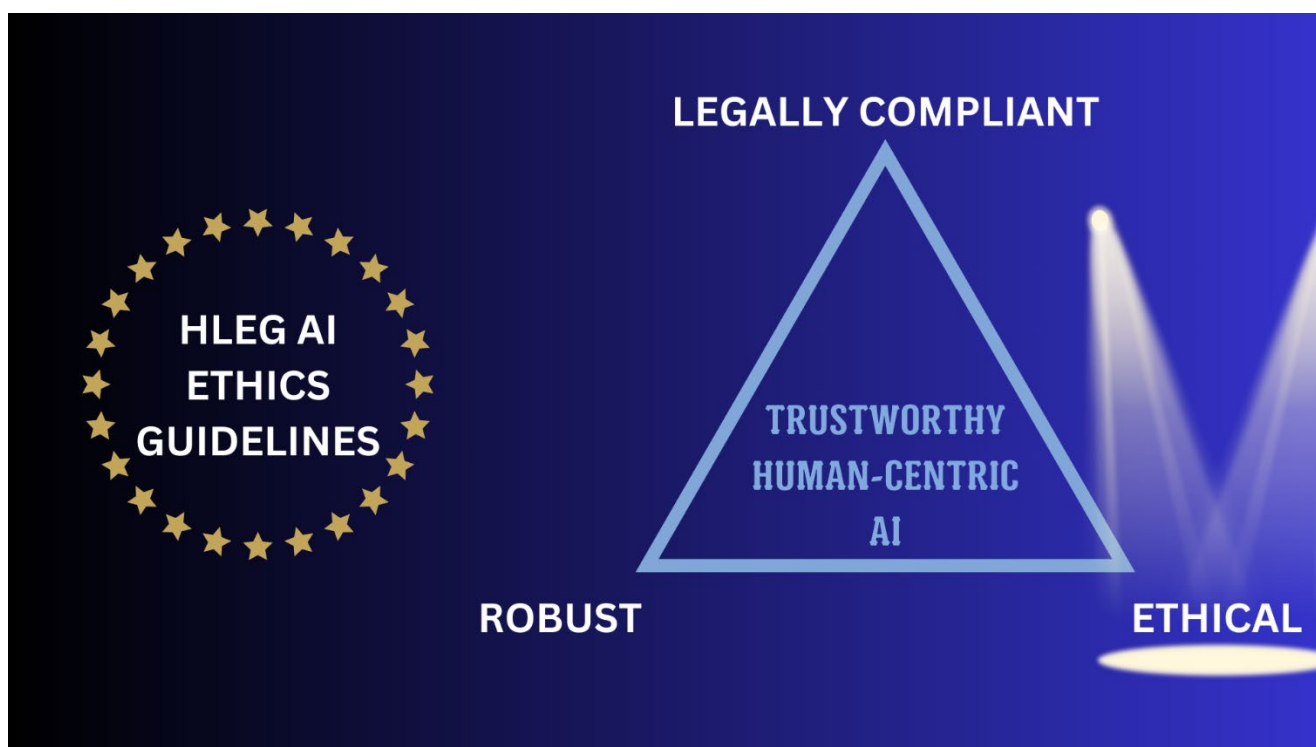 HLEG AI
ETHICS
GUIDELINES
LEGALLY COMPLIANT
TRUSTWORTHY
HUMAN-CENTRIC
AI
ROBUST
ETHICAL